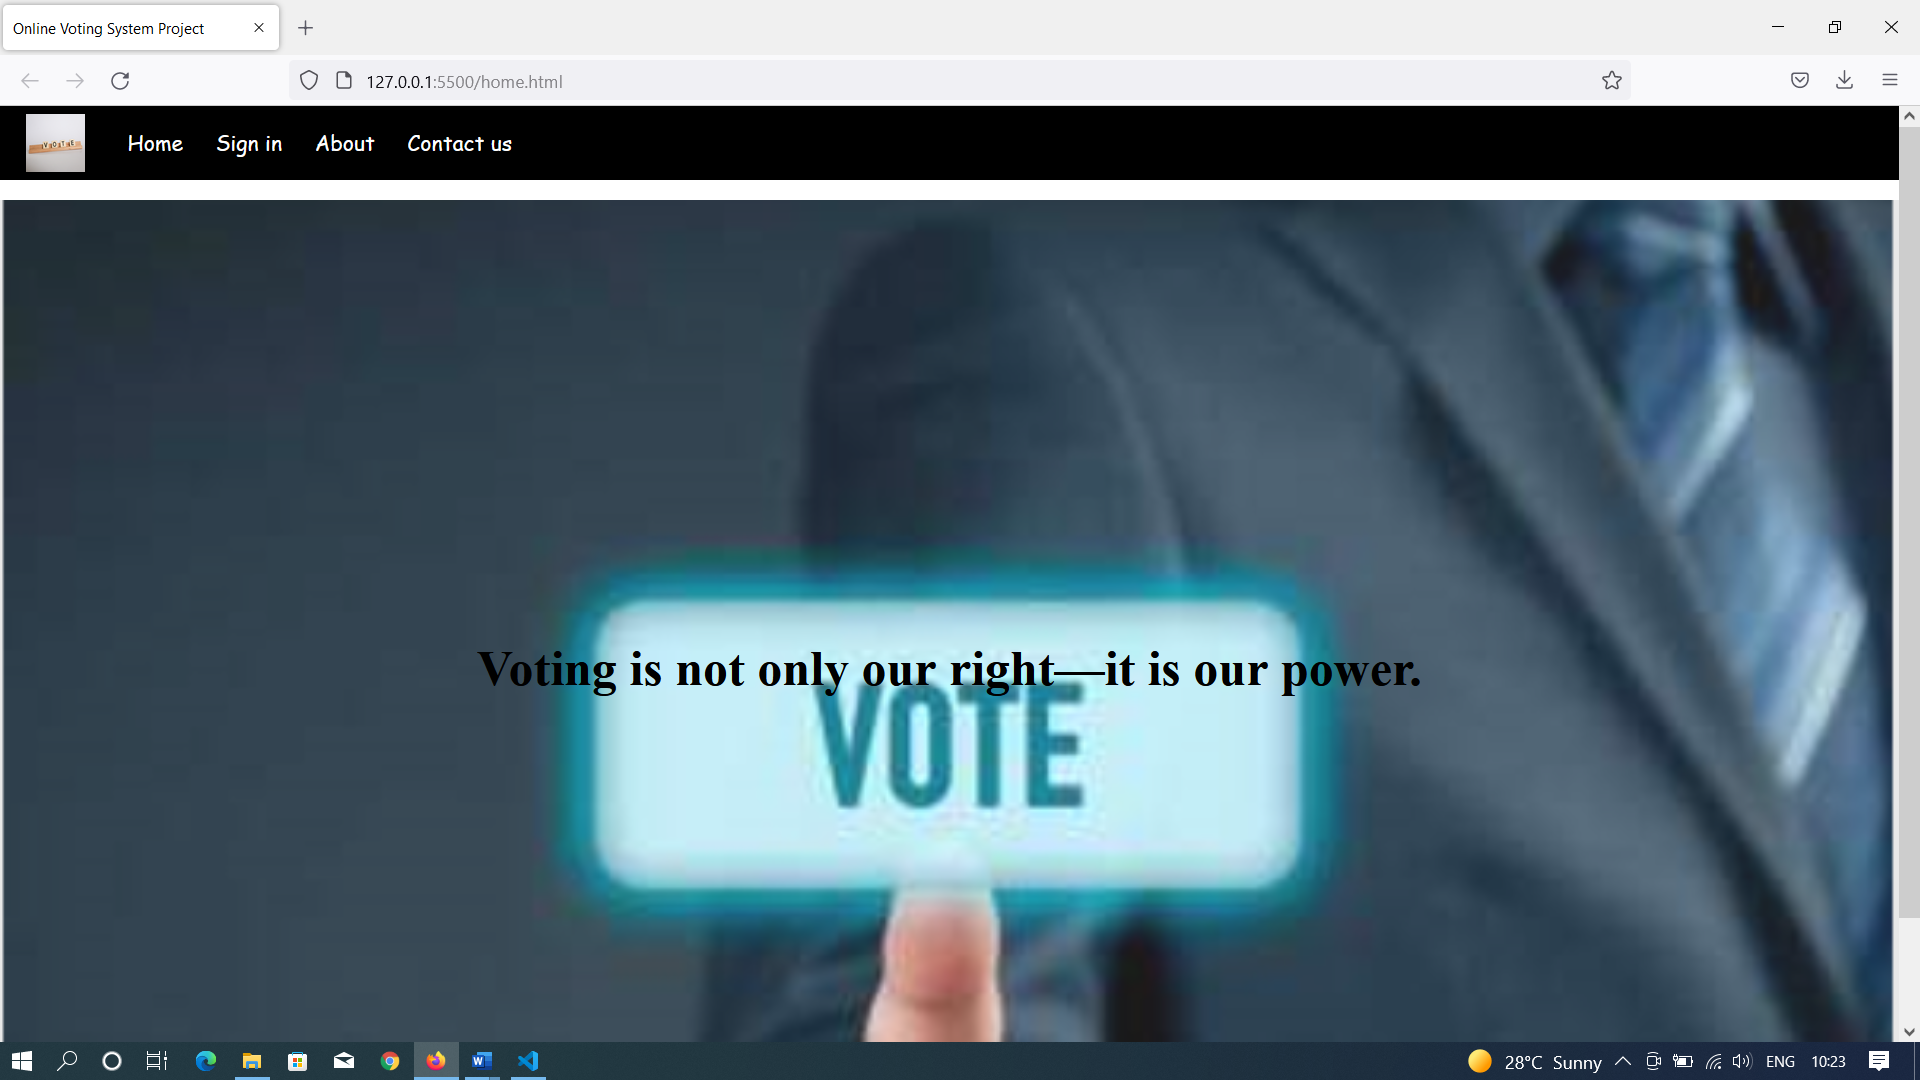 Online Voting System Project
127.0.0.1:5500/home.html
Home Sign in About Contact us
Voting is not only our right—it is our power.
VOTE
28°C Sunny ENG 10:23